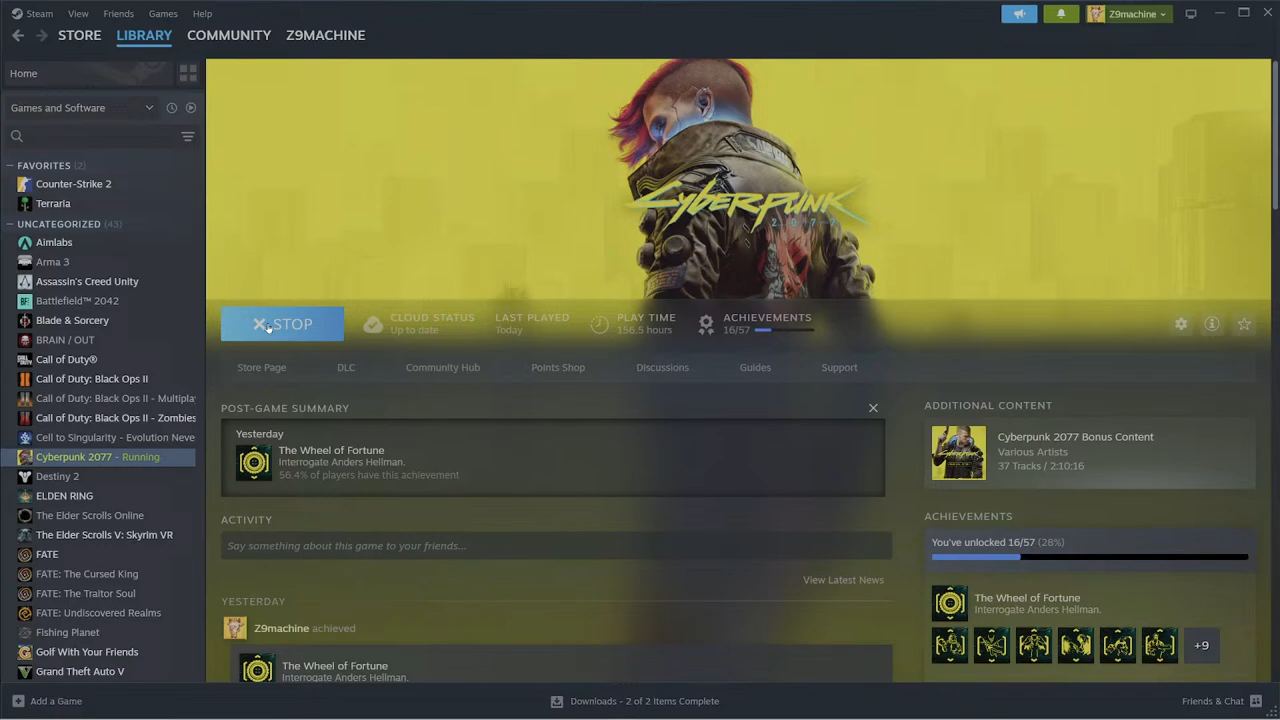 Steam View Friends Games Help
Z9machine
STORE LIBRARY COMMUNITY Z9MACHINE
Home
Games and Software
FAVORITES (2)
Counter-Strike 2
Terraria
UNCATEGORIZED (43)
Aimlabs
Arma 3
Assassin's Creed Unity
BF Battlefield™ 2042
Blade & Sorcery
BRAIN / OUT
Call of Duty®
Call of Duty: Black Ops II
Call of Duty: Black Ops II - Multipla
Call of Duty: Black Ops II - Zombies
Cell to Singularity - Evolution Neve
Cyberpunk 2077 - Running
Destiny 2
ELDEN RING
The Elder Scrolls Online
The Elder Scrolls V: Skyrim VR
FATE
FATE: The Cursed King
FATE: The Traitor Soul
FATE: Undiscovered Realms
Fishing Planet
Golf With Your Friends
Grand Theft Auto V
Cyberpunk
2077
STOP
CLOUD STATUS
Up to date
LAST PLAYED
Today
PLAY TIME
156.5 hours
ACHIEVEMENTS
16/57
Store Page DLC Community Hub Points Shop Discussions Guides Support
POST-GAME SUMMARY
Yesterday
The Wheel of Fortune
Interrogate Anders Hellman.
56.4% of players have this achievement
ACTIVITY
Say something about this game to your friends...
View Latest News
YESTERDAY
Z9machine achieved
The Wheel of Fortune
Interrogate Anders Hellman.
ADDITIONAL CONTENT
Cyberpunk 2077 Bonus Content
Various Artists
37 Tracks / 2:10:16
ACHIEVEMENTS
You've unlocked 16/57 (28%)
The Wheel of Fortune
Interrogate Anders Hellman.
+9
Add a Game
Downloads - 2 of 2 Items Complete
Friends & Chat